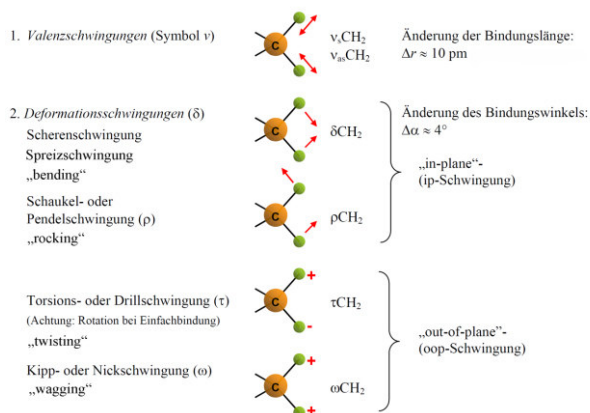 1. Valenzschwingungen (Symbol ν)
C
νsCH2
νasCH2
Änderung der Bindungslänge:
Δr ≈ 10 pm
2. Deformationsschwingungen (δ)
Scherenschwingung
Spreizschwingung
„bending“
C
δCH2
Änderung des Bindungswinkels:
Δα ≈ 4°
„in-plane“-
(ip-Schwingung)
Schaukel- oder
Pendelschwingung (ρ)
„rocking“
C
ρCH2
Torsions- oder Drillschwingung (τ)
(Achtung: Rotation bei Einfachbindung)
„twisting“
+
C
-
τCH2
„out-of-plane“-
(oop-Schwingung)
Kipp- oder Nickschwingung (ω)
„wagging“
+
C
+
ωCH2